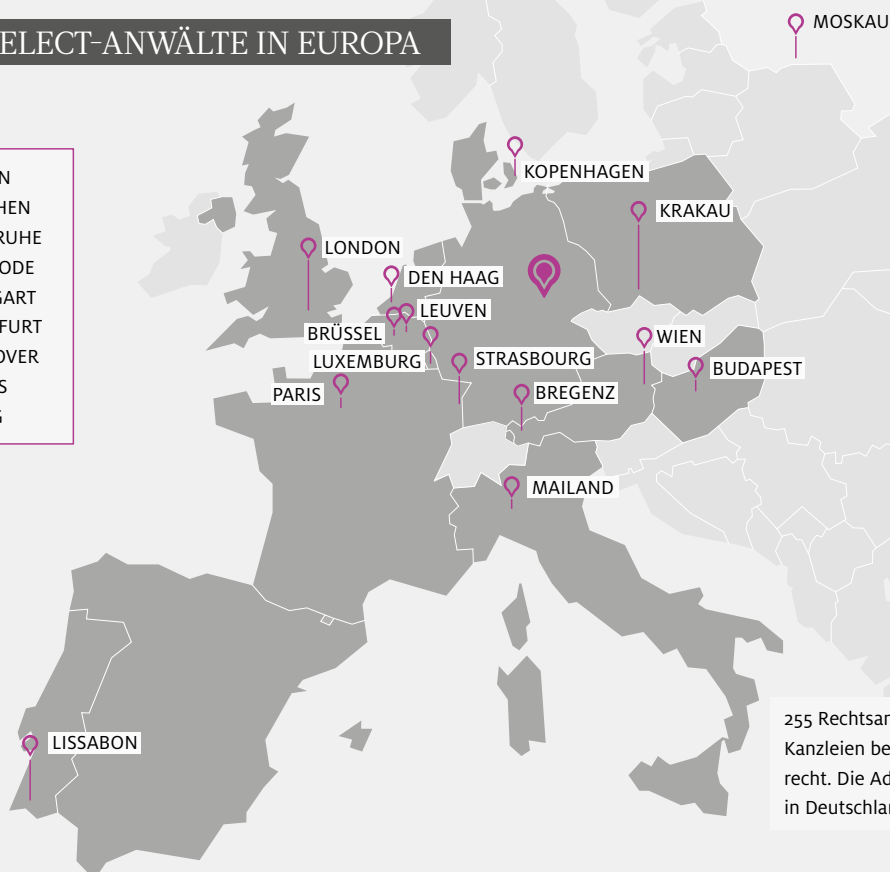 ELECT-ANWÄLTE IN EUROPA
MOSKAU
N
HEN
RUHE
ODE
GART
FURT
OVER
S
G
KOPENHAGEN
KRAKAU
LONDON
DEN HAAG
LEUVEN
BRÜSSEL
WIEN
LUXEMBURG
STRASBOURG
BUDAPEST
PARIS
BREGENZ
MAILAND
LISSABON
255 Rechtsan
Kanzleien be
recht. Die Ad
in Deutschlan